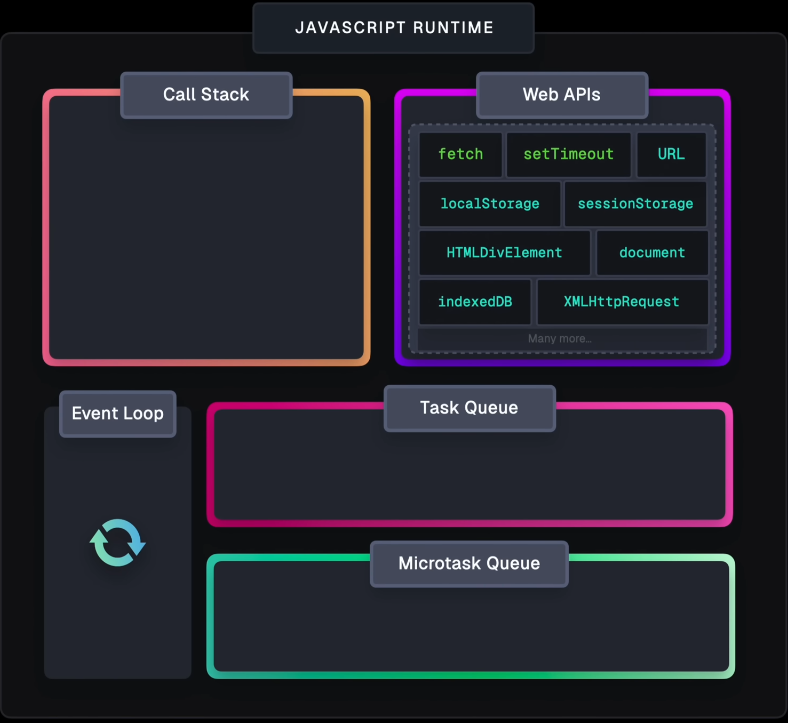 JAVASCRIPT RUNTIME
Call Stack
Web APIs
fetch
setTimeout
URL
localStorage
sessionStorage
HTMLDivElement
document
indexedDB
XMLHttpRequest
Many more…
Event Loop
Task Queue
Microtask Queue